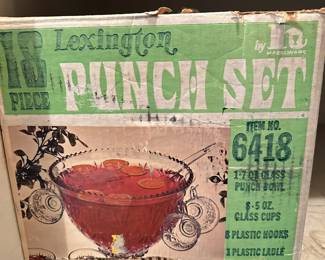 18 Lexington by
HAZELWARE
PIECE PUNCH SET
ITEM NO.
6418
1-7 QT. GLASS
PUNCH BOWL
8-5 OZ.
GLASS CUPS
8 PLASTIC HOOKS
1 PLASTIC LADLE